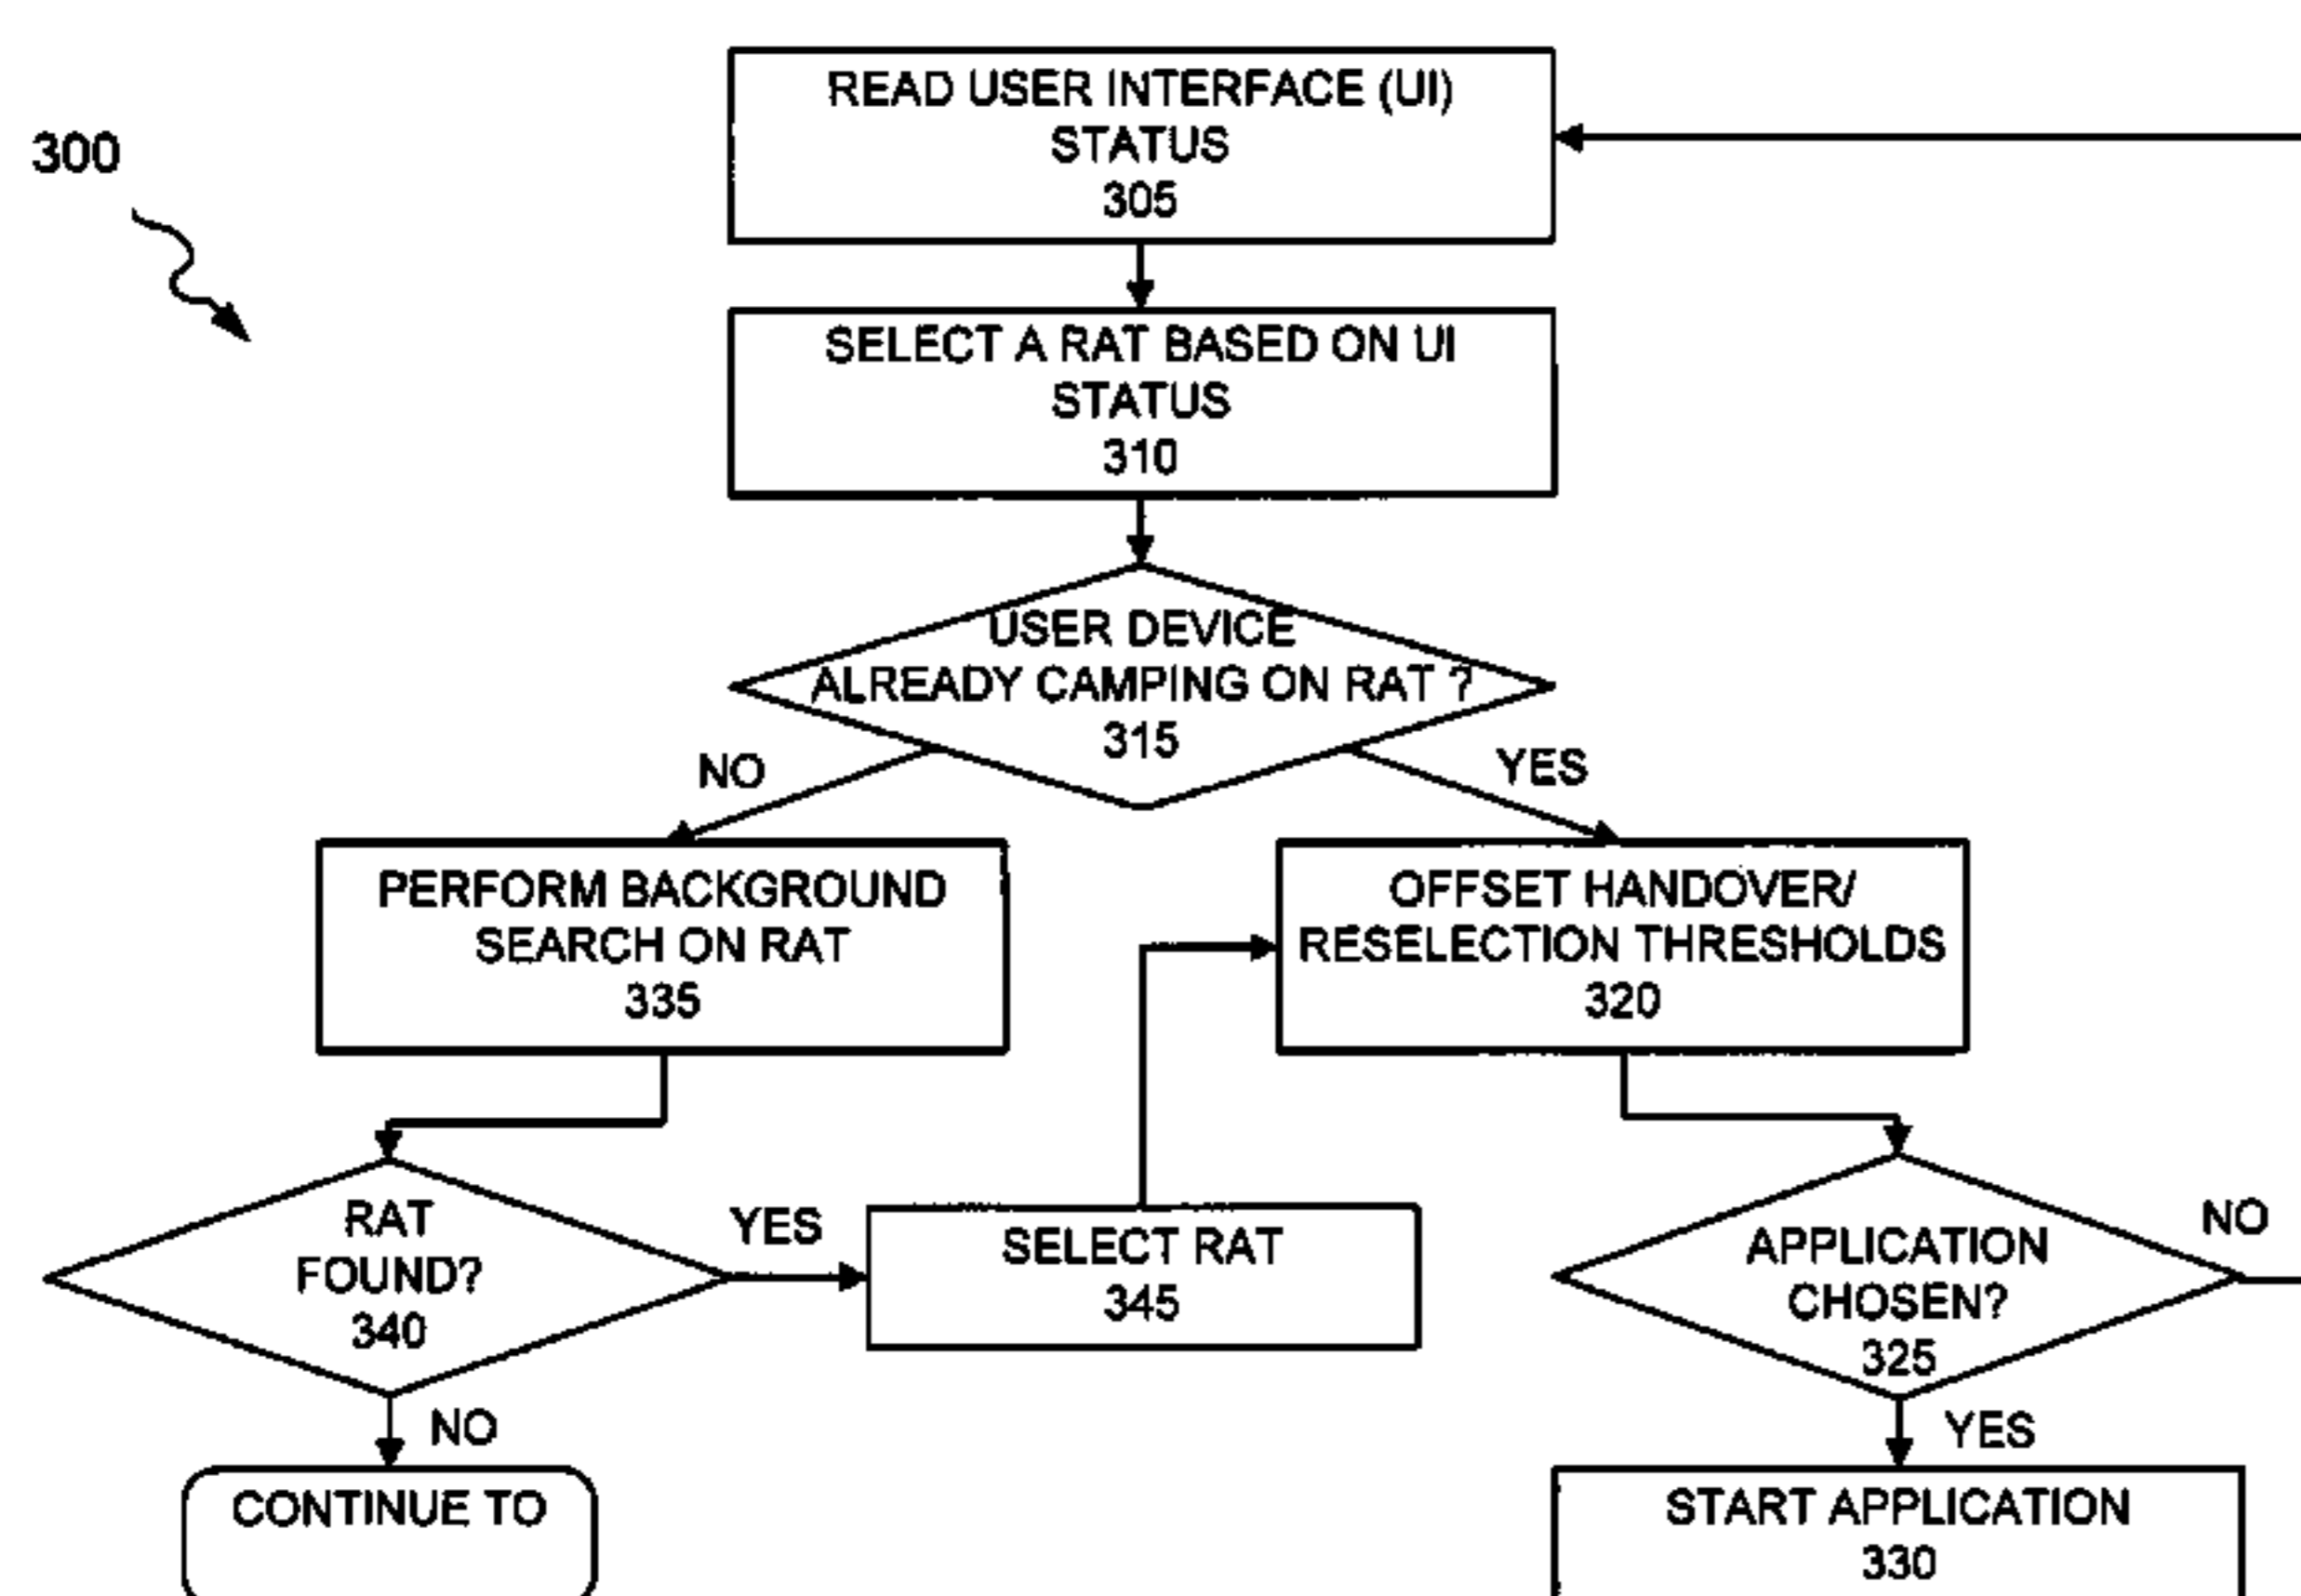 300
READ USER INTERFACE (UI)
STATUS
305
SELECT A RAT BASED ON UI
STATUS
310
USER DEVICE
ALREADY CAMPING ON RAT ?
315
NO
YES
PERFORM BACKGROUND
SEARCH ON RAT
335
OFFSET HANDOVER/
RESELECTION THRESHOLDS
320
RAT
FOUND?
340
YES
SELECT RAT
345
APPLICATION
CHOSEN?
325
NO
NO
YES
CONTINUE TO
START APPLICATION
330